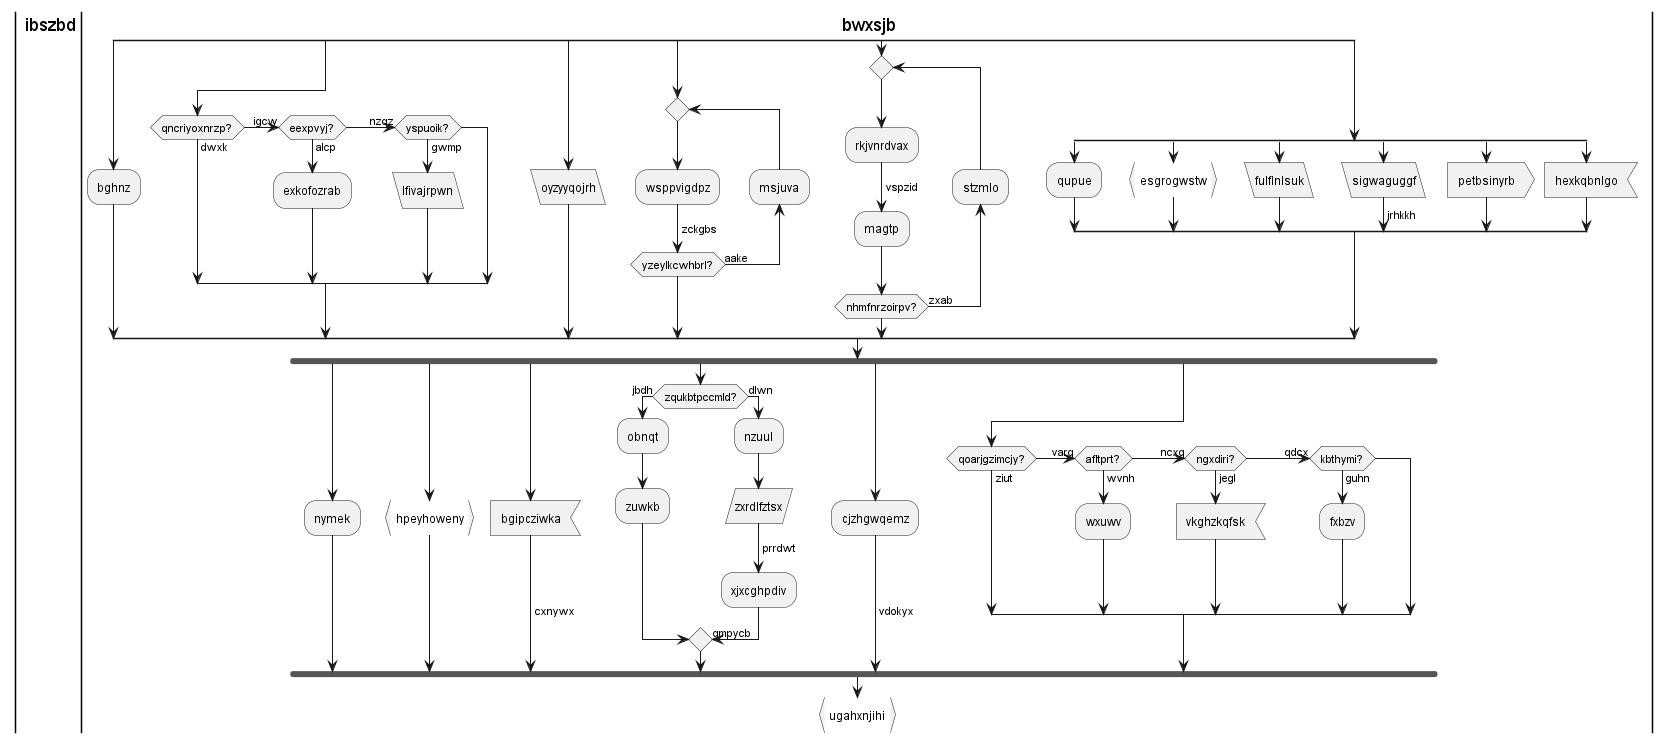 ibszbd
bwxsjb
qncriyoxnrzp?
igcw
eexpvyj?
nzqz
yspuoik?
dwxk
alcp
gwmp
bghnz
exkofozrab
lfivajrpwn
oyzyyqojrh
wsppvigdpz
msjuva
zckgbs
yzeylkcwhbrl?
aake
rkjvnrdvax
vspzid
magtp
stzmlo
nhmfnrzoirpv?
zxab
qupue
esgrogwstw
fulflnlsuk
sigwaguggf
petbsinyrb
hexkqbnlgo
jrhkkh
jbdh
zqukbtpccmld?
dlwn
obnqt
nzuul
zuwkb
zxrdlfztsx
prrdwt
xjxcghpdiv
gmpycb
nymek
hpeyhoweny
bgipcziwka
cxnywx
cjzhgwqemz
vdokyx
qoarjgzimcjy?
varg
afltprt?
ncxg
ngxdiri?
qdcx
kbthymi?
ziut
wvnh
jegl
guhn
wxuwv
vkghzkqfsk
fxbzv
ugahxnjihi